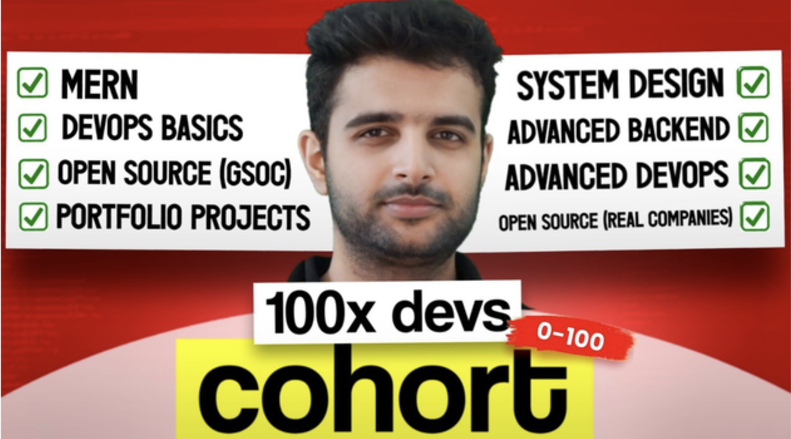 MERN
DEVOPS BASICS
OPEN SOURCE (GSOC)
PORTFOLIO PROJECTS
SYSTEM DESIGN
ADVANCED BACKEND
ADVANCED DEVOPS
OPEN SOURCE (REAL COMPANIES)
100x devs
0-100
cohort